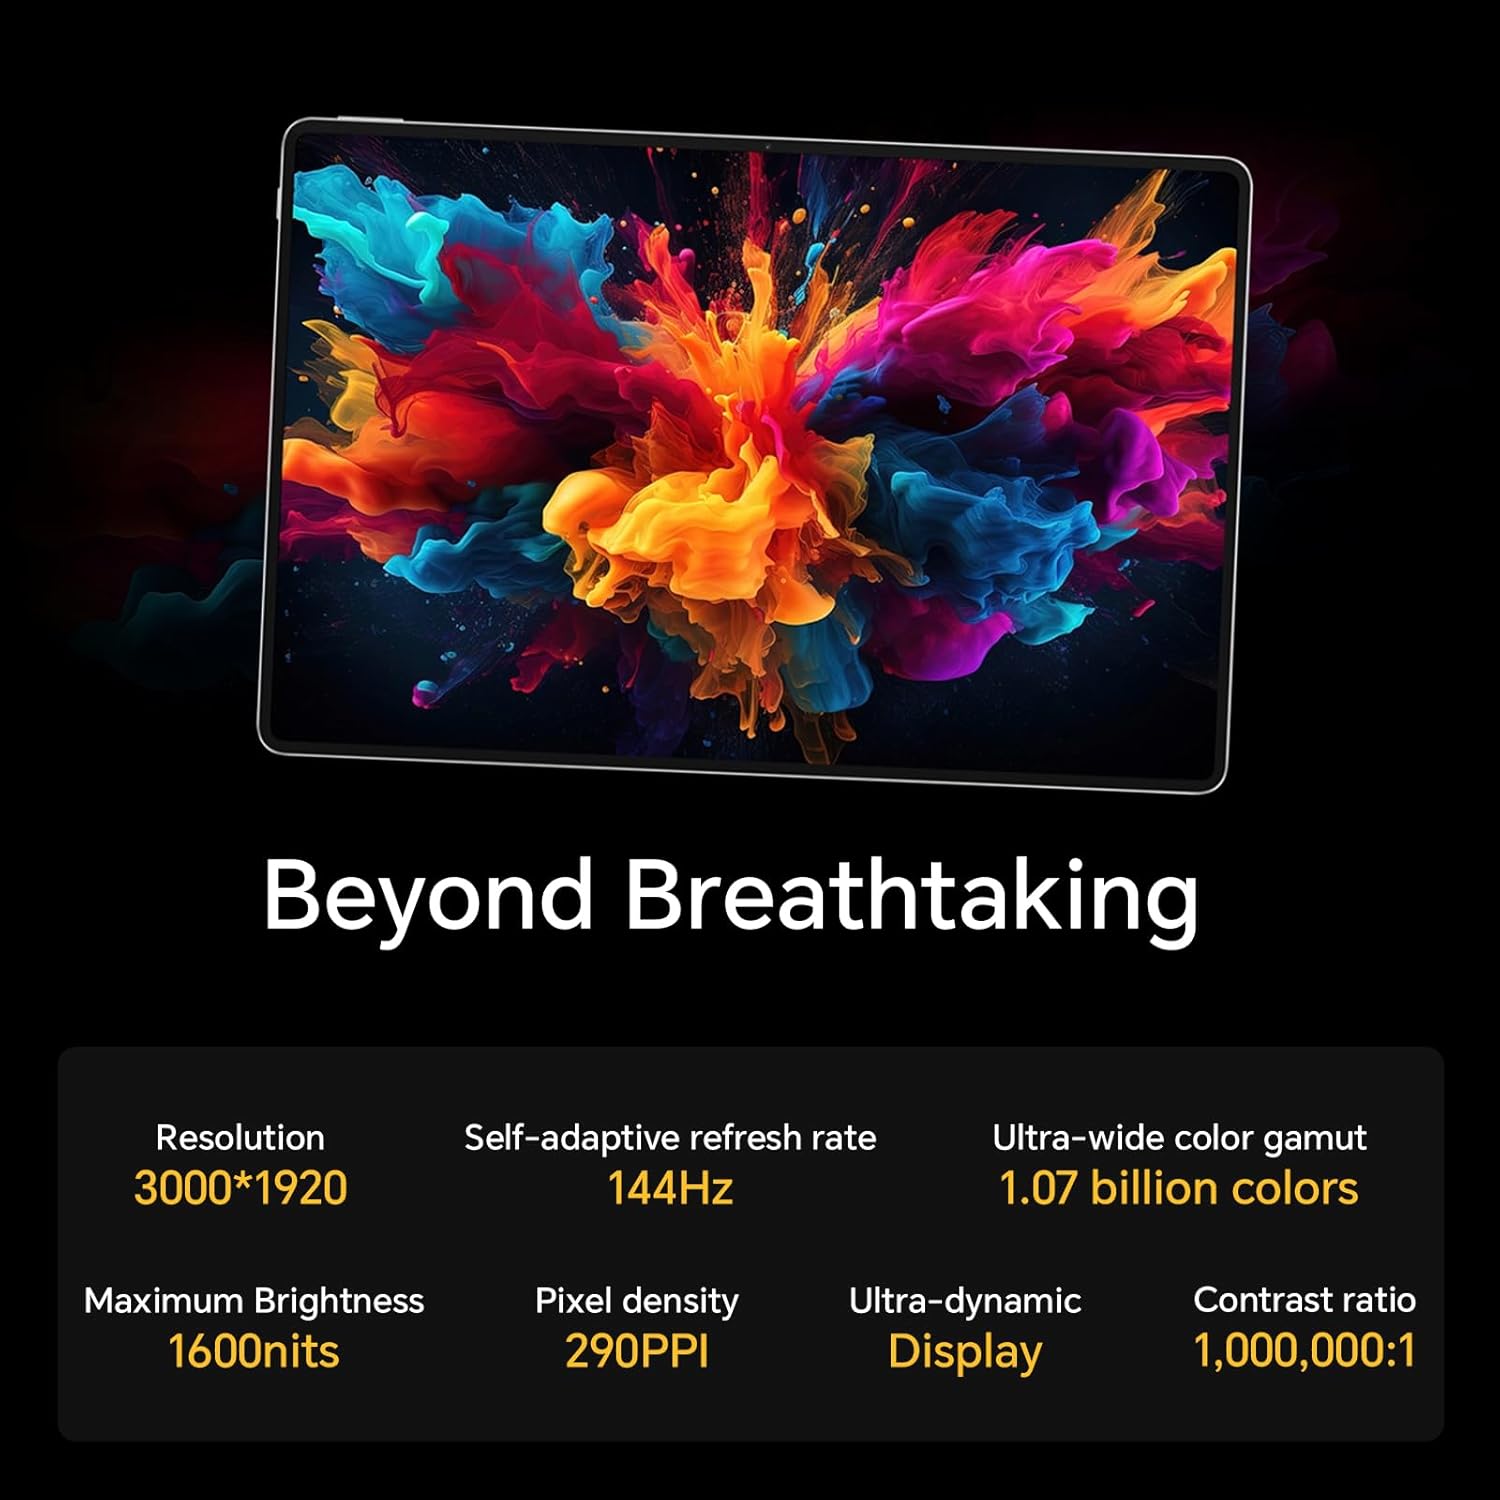 Beyond Breathtaking
Resolution
3000*1920
Self-adaptive refresh rate
144Hz
Ultra-wide color gamut
1.07 billion colors
Maximum Brightness
1600nits
Pixel density
290PPI
Ultra-dynamic
Display
Contrast ratio
1,000,000:1